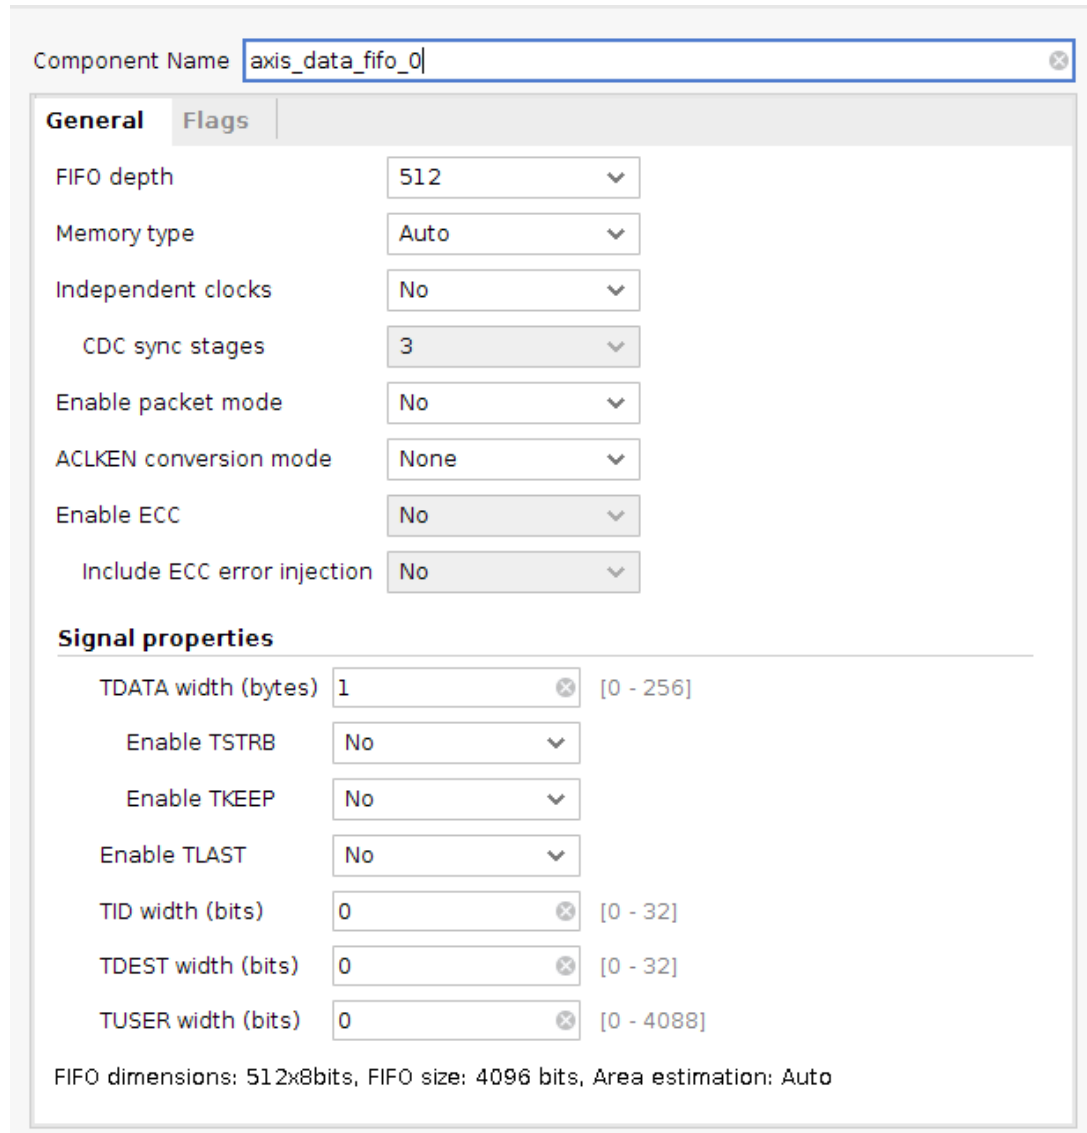 Component Name axis_data_fifo_0
General Flags
FIFO depth 512
Memory type Auto
Independent clocks No
CDC sync stages 3
Enable packet mode No
ACLKEN conversion mode None
Enable ECC No
Include ECC error injection No
Signal properties
TDATA width (bytes) 1 [0 - 256]
Enable TSTRB No
Enable TKEEP No
Enable TLAST No
TID width (bits) 0 [0 - 32]
TDEST width (bits) 0 [0 - 32]
TUSER width (bits) 0 [0 - 4088]
FIFO dimensions: 512x8bits, FIFO size: 4096 bits, Area estimation: Auto